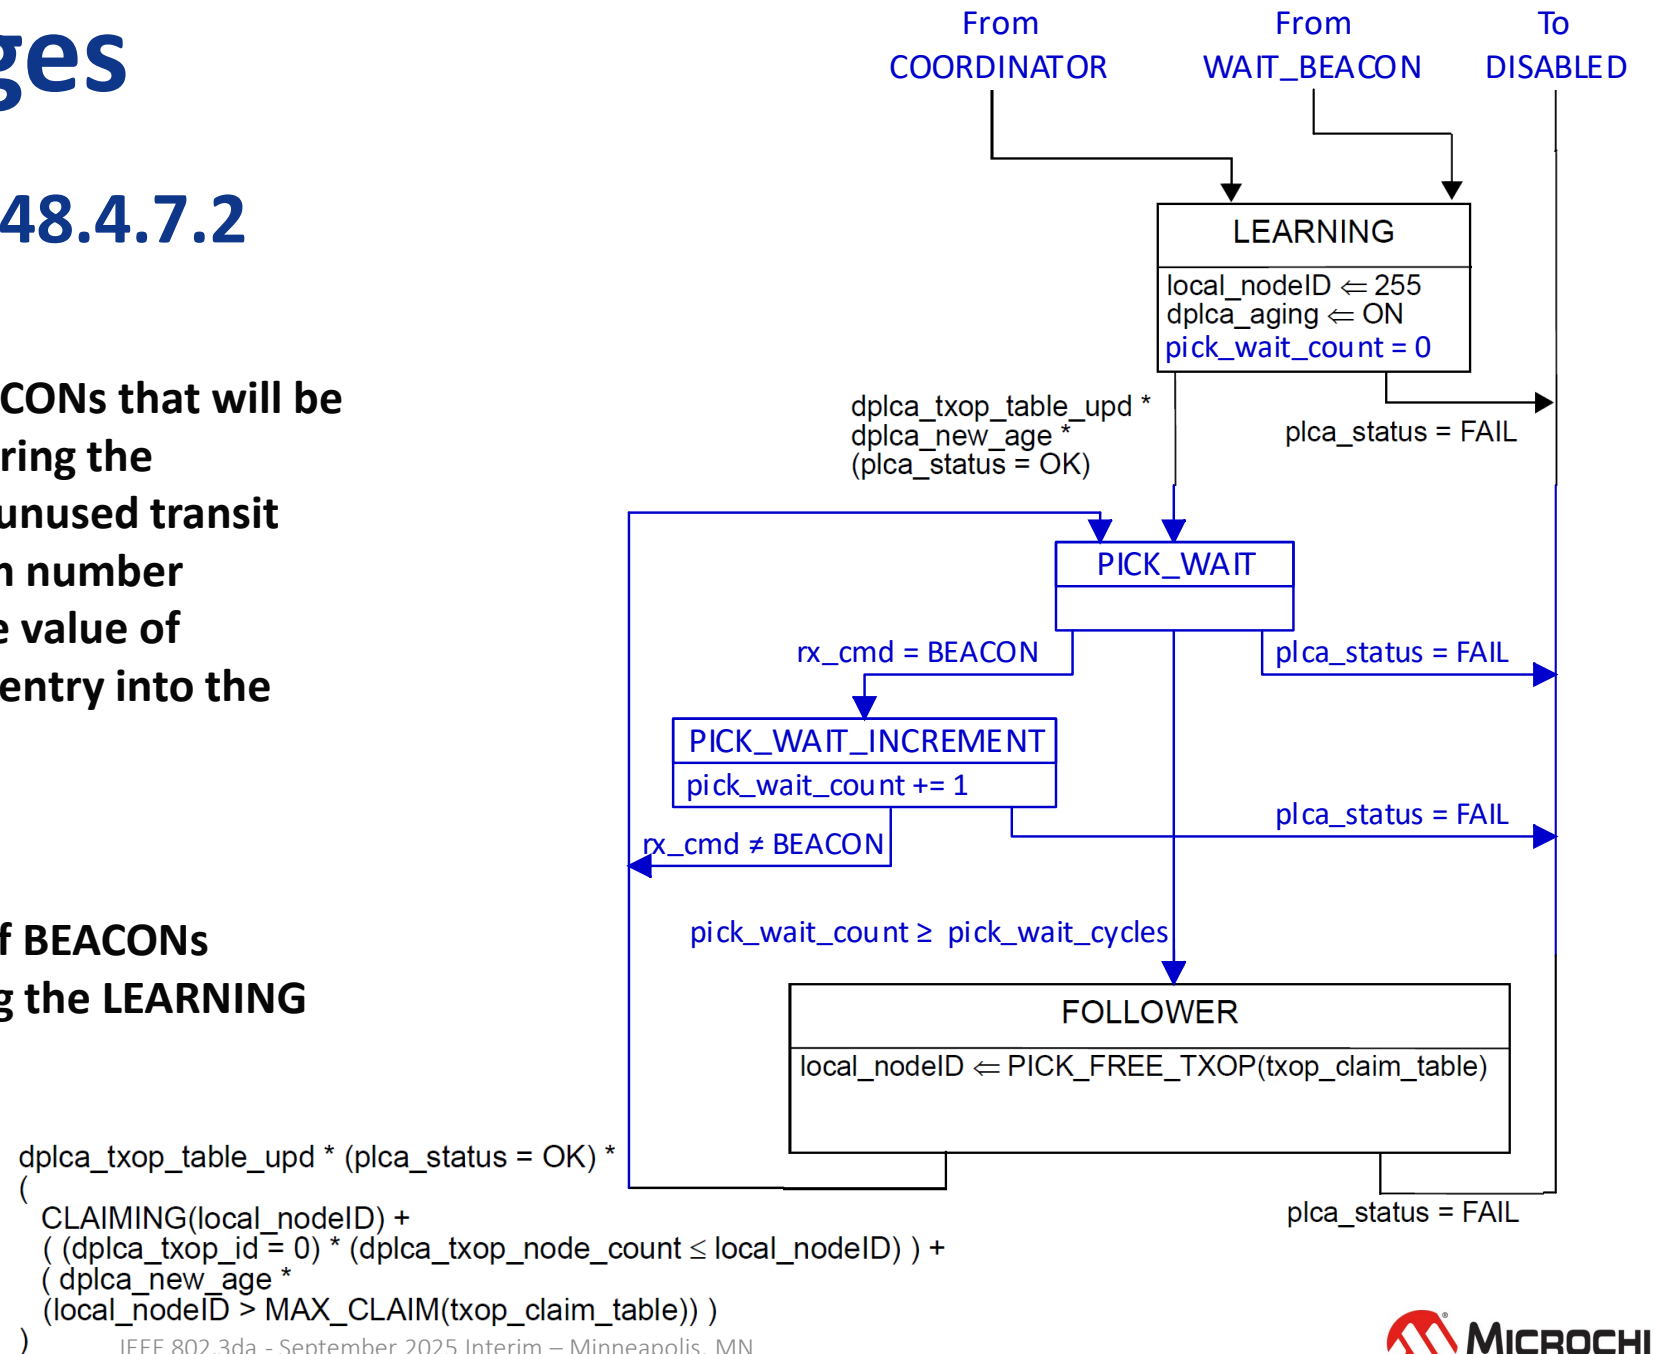 ges
48.4.7.2
CONs that will be
ring the
unused transit
n number
e value of
entry into the
f BEACONs
g the LEARNING
From
COORDINATOR
From
WAIT_BEACON
To
DISABLED
LEARNING
local_nodeID ⇐ 255
dplca_aging ⇐ ON
pick_wait_count = 0
dplca_txop_table_upd *
dplca_new_age *
(plca_status = OK)
plca_status = FAIL
PICK_WAIT
rx_cmd = BEACON
plca_status = FAIL
PICK_WAIT_INCREMENT
pick_wait_count += 1
plca_status = FAIL
rx_cmd ≠ BEACON
pick_wait_count ≥ pick_wait_cycles
FOLLOWER
local_nodeID ⇐ PICK_FREE_TXOP(txop_claim_table)
plca_status = FAIL
dplca_txop_table_upd * (plca_status = OK) *
(
CLAIMING(local_nodeID) +
( (dplca_txop_id = 0) * (dplca_txop_node_count ≤ local_nodeID) ) +
( dplca_new_age *
(local_nodeID > MAX_CLAIM(txop_claim_table)) )
)
IEEE 802.3da - September 2025 Interim – Minneapolis, MN
MICROCHI